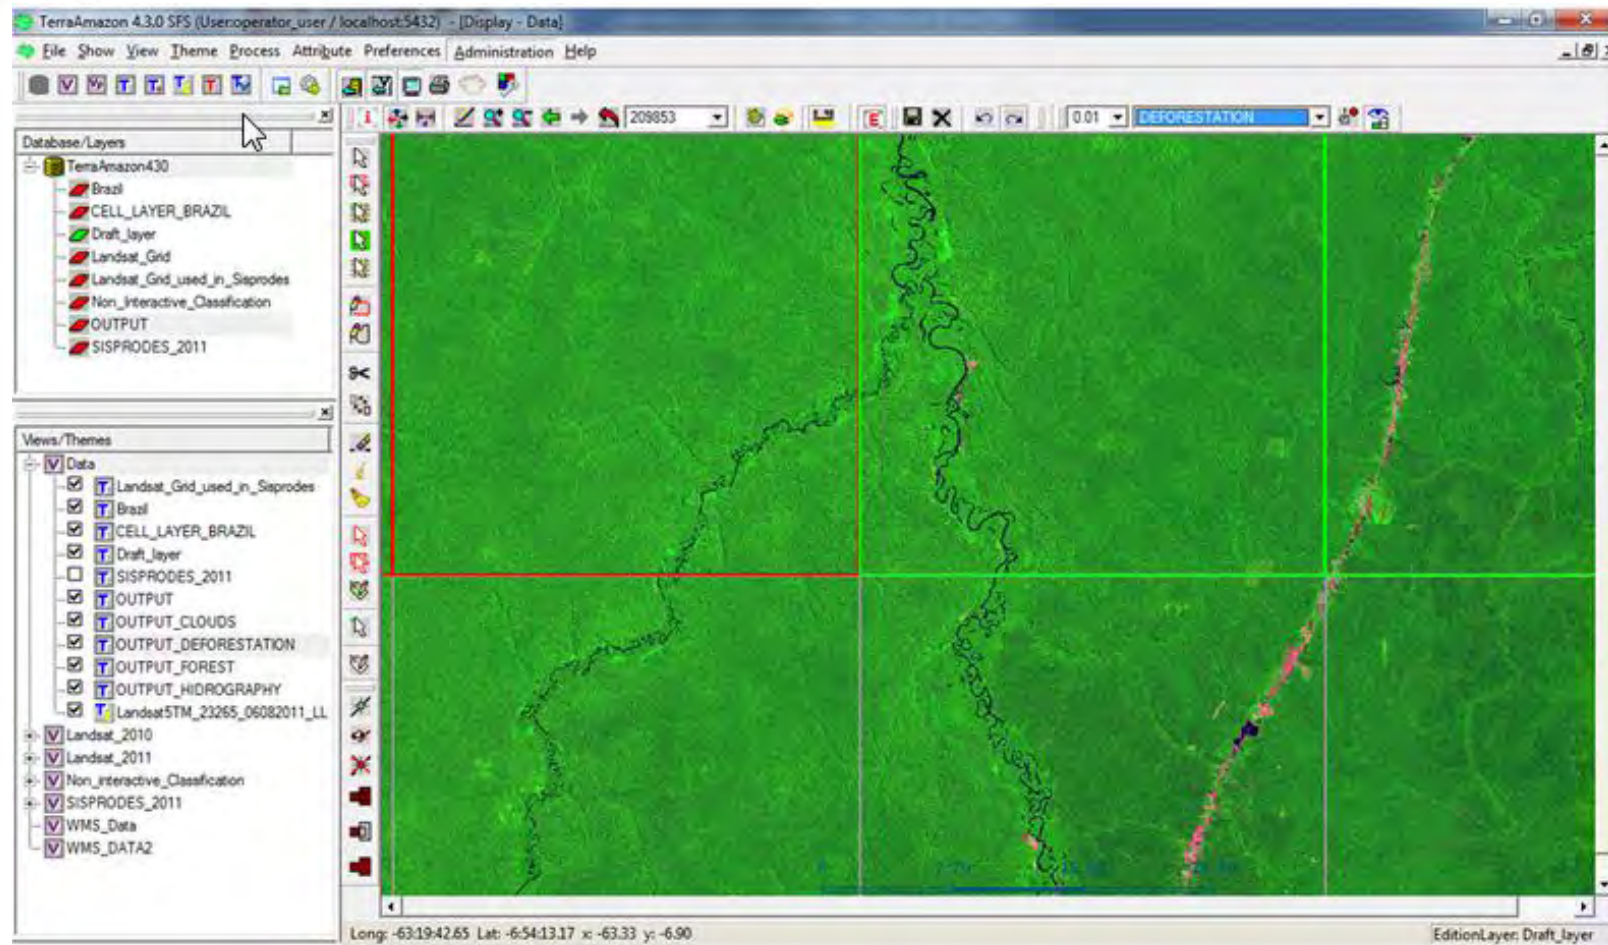 TerraAmazon 4.3.0 SFS (User:operator_user / localhost:5432) - [Display - Data]
File Show View Theme Process Attribute Preferences Administration Help
209853 0.01 DEFORESTATION
Database/Layers
TerraAmazon430
Brazil
CELL_LAYER_BRAZIL
Draft_layer
Landsat_Grid
Landsat_Grid_used_in_Sisprodes
Non_Interactive_Classification
OUTPUT
SISPRODES_2011
Views/Themes
Data
Landsat_Grid_used_in_Sisprodes
Brazil
CELL_LAYER_BRAZIL
Draft_layer
SISPRODES_2011
OUTPUT
OUTPUT_CLOUDS
OUTPUT_DEFORESTATION
OUTPUT_FOREST
OUTPUT_HIDROGRAPHY
Landsat5TM_23265_06082011_LL
Landsat_2010
Landsat_2011
Non_interactive_Classification
SISPRODES_2011
WMS_Data
WMS_DATA2
Long: -63:19:42.65 Lat: -6:54:13.17 x: -63.33 y: -6.90
EditionLayer: Draft_layer